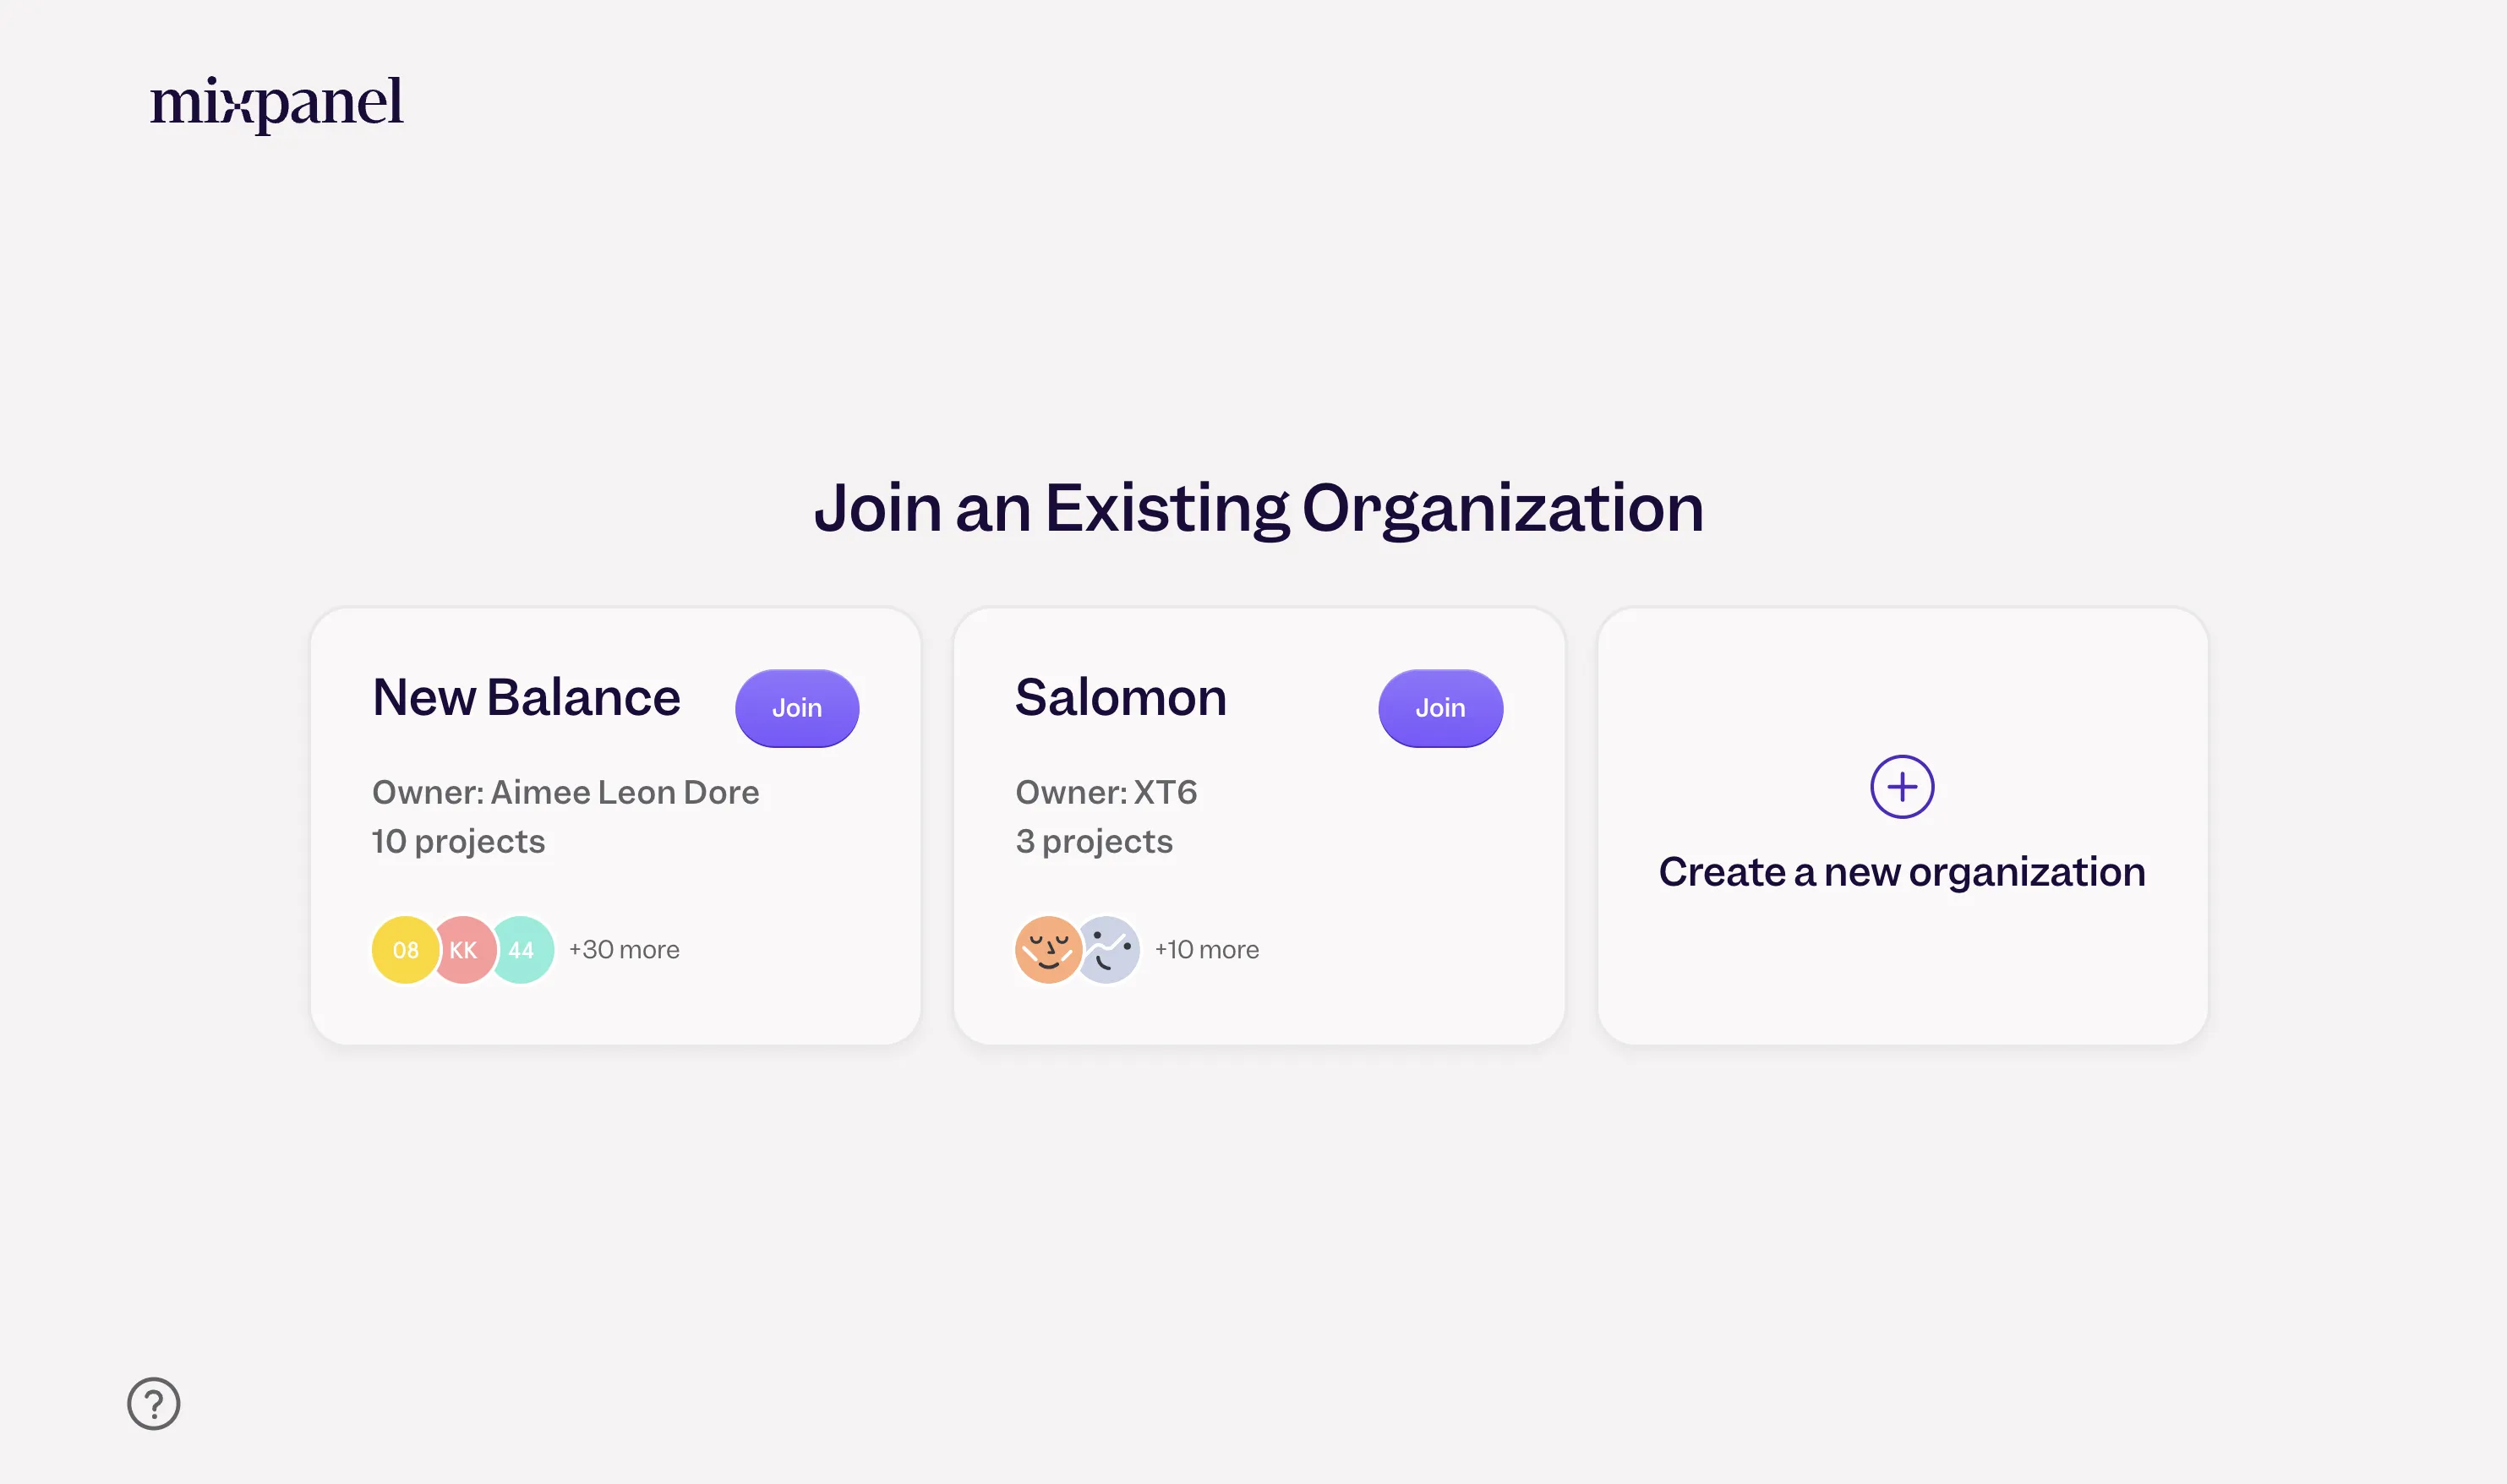 mixpanel
Join an Existing Organization
New Balance
Join
Owner: Aimee Leon Dore
10 projects
08
KK
44
+30 more
Salomon
Join
Owner: XT6
3 projects
+10 more
Create a new organization
?